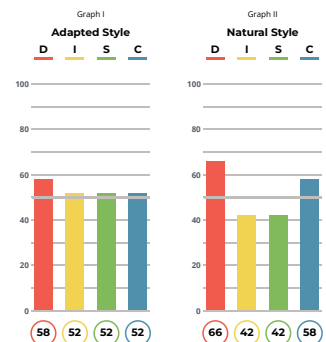 Graph I
Adapted Style
D I S C
100
80
60
40
20
0
58 52 52 52
Graph II
Natural Style
D I S C
100
80
60
40
20
0
66 42 42 58